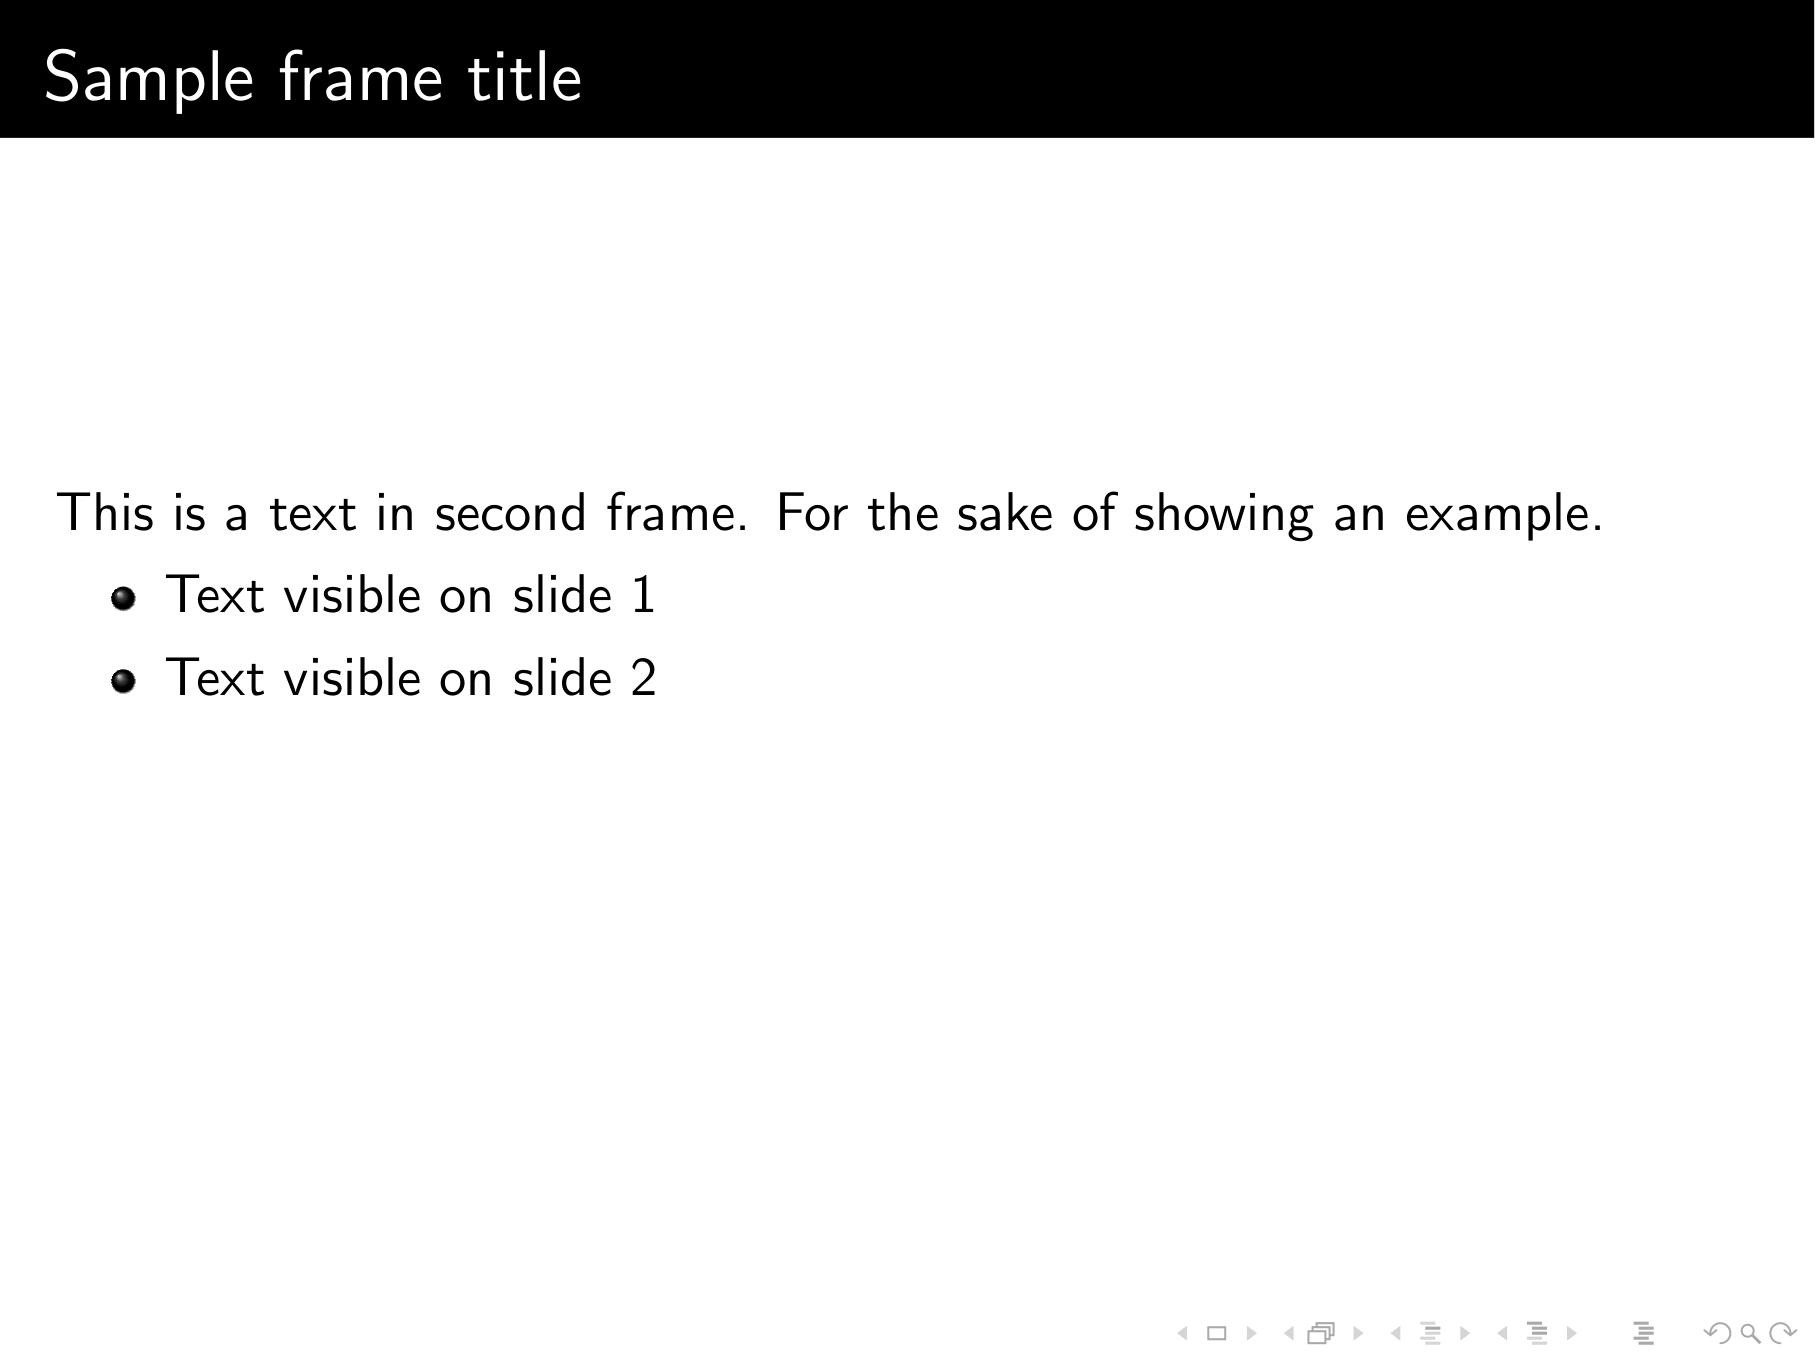 Sample frame title
This is a text in second frame. For the sake of showing an example.
Text visible on slide 1
Text visible on slide 2